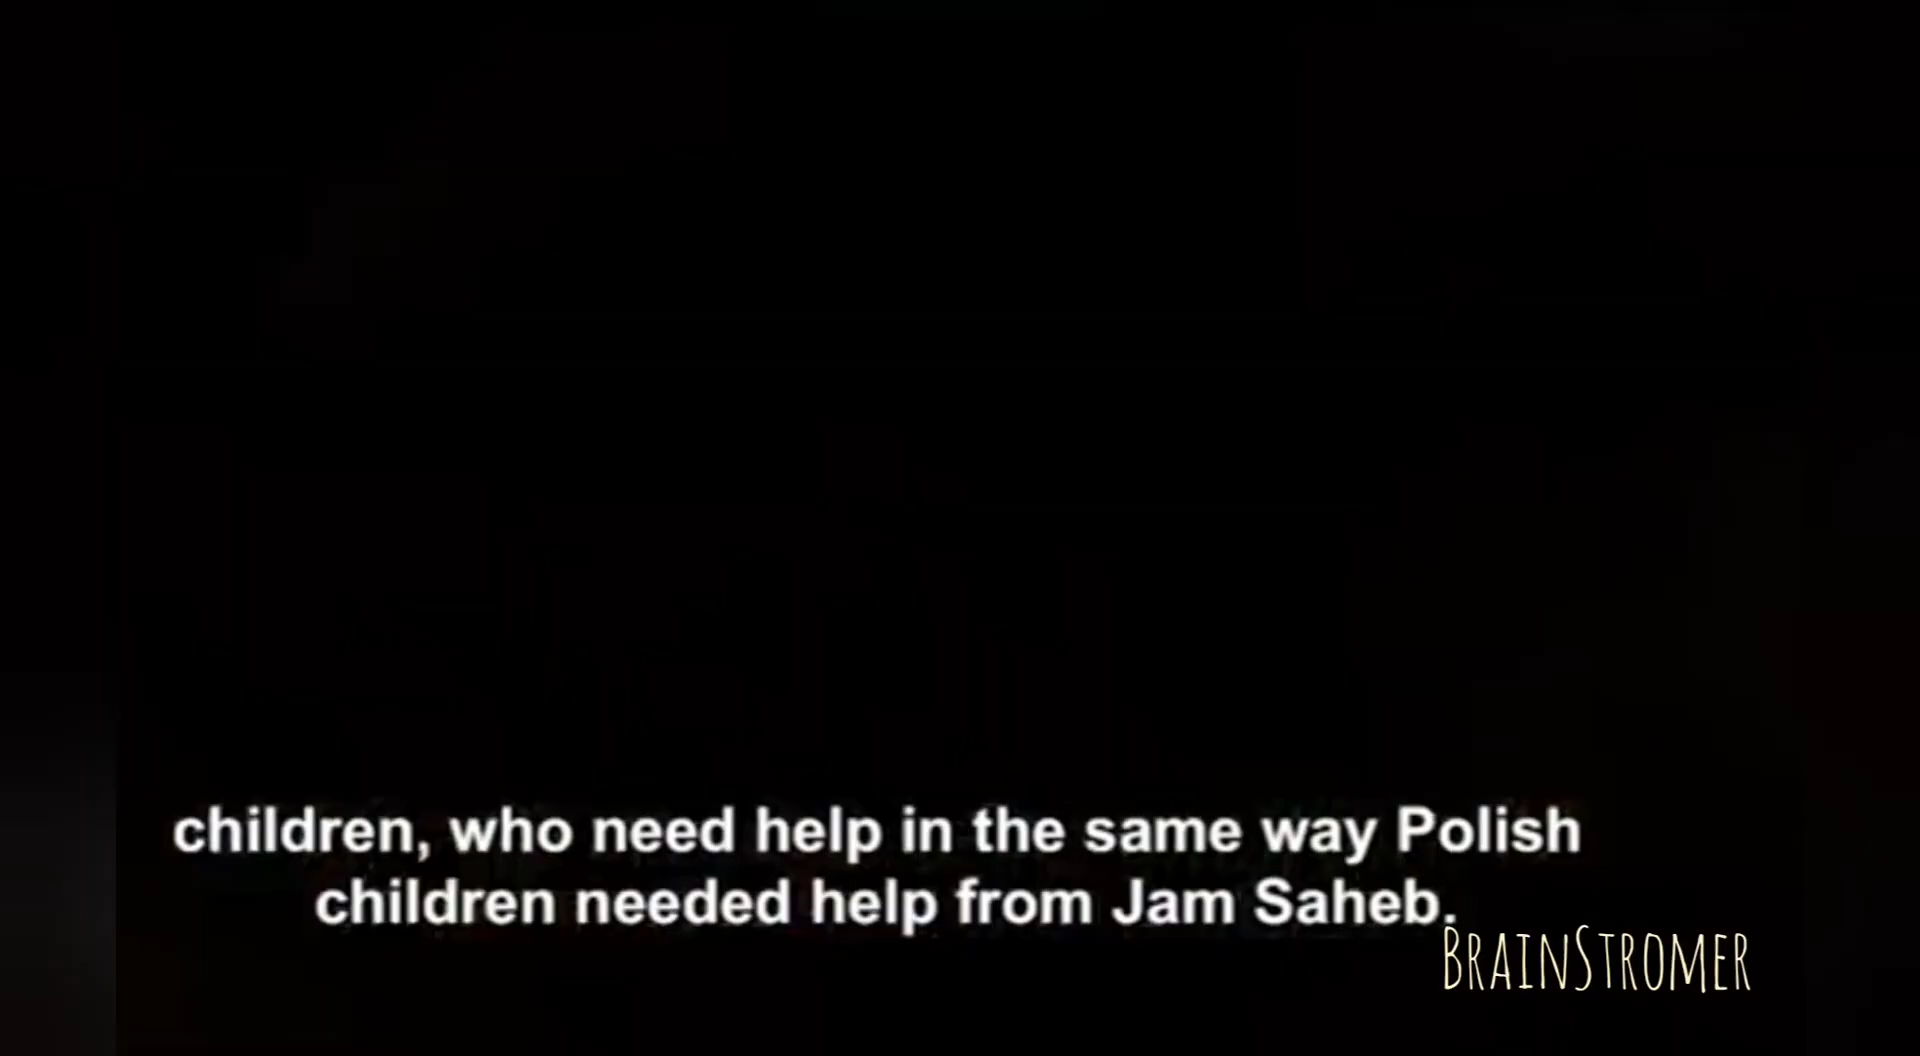 children, who need help in the same way Polish
children needed help from Jam Saheb.
BRAINSTROMER